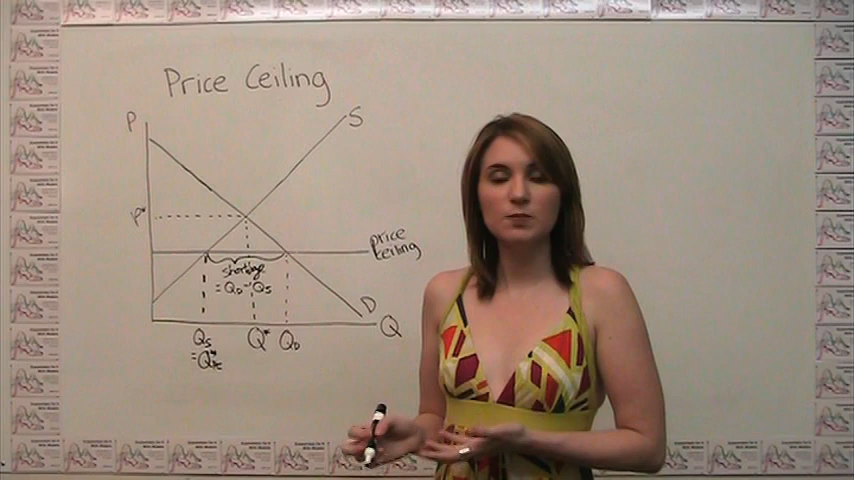 Price Ceiling
P
S
P*
price
ceiling
shortage
= QD - QS
D
Q
QS
Q*
QD